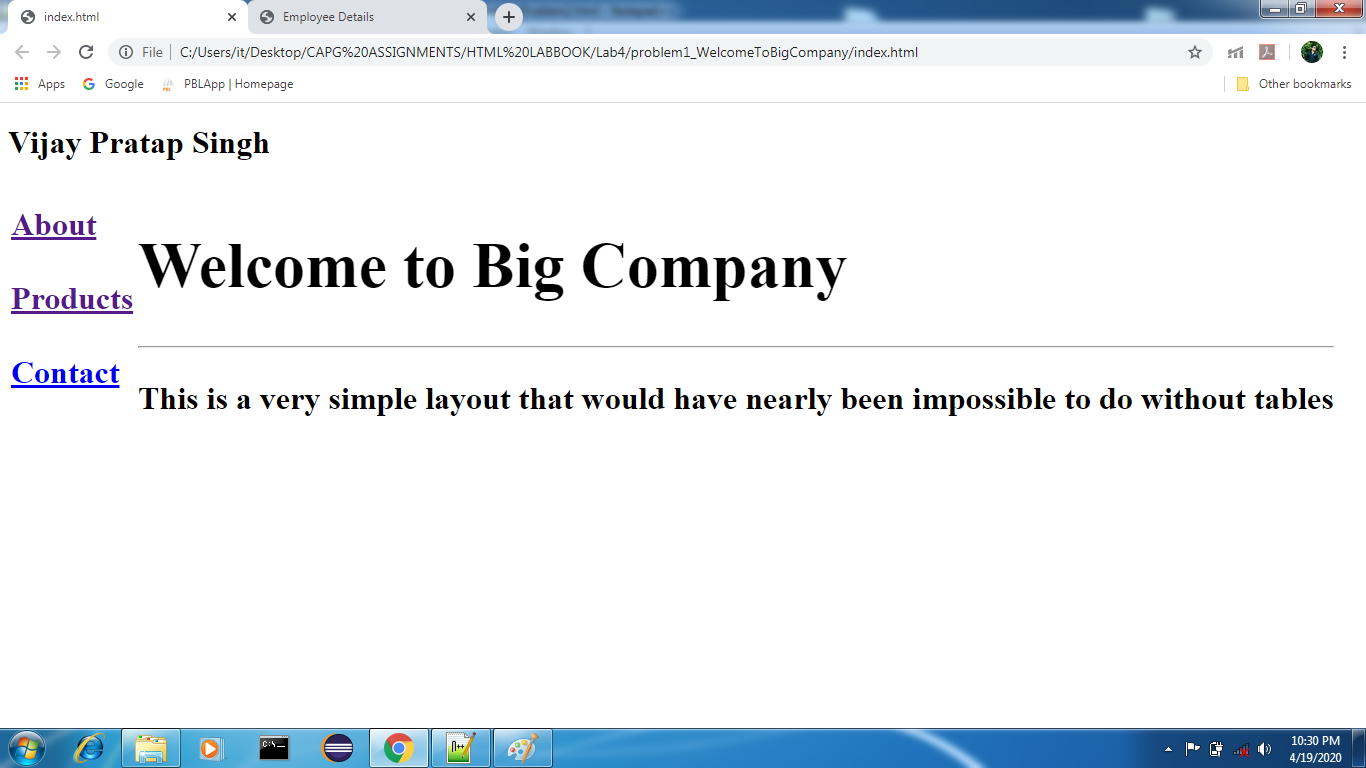 index.html
Employee Details
File
C:/Users/it/Desktop/CAPG%20ASSIGNMENTS/HTML%20LABBOOK/Lab4/problem1_WelcomeToBigCompany/index.html
Apps
Google
PBLApp | Homepage
Other bookmarks
Vijay Pratap Singh
About
Products
Contact
Welcome to Big Company
This is a very simple layout that would have nearly been impossible to do without tables
10:30 PM
4/19/2020